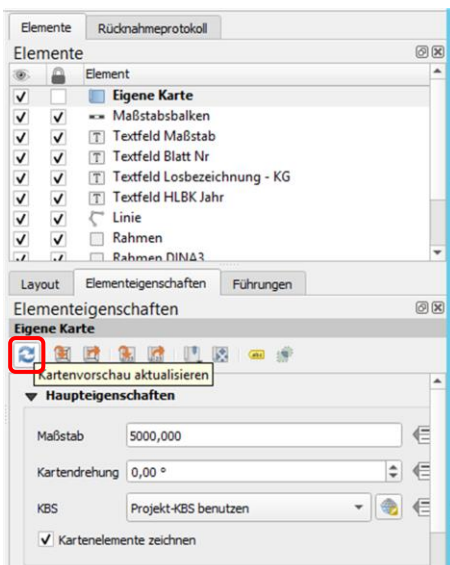 Elemente Rücknahmeprotokoll
Elemente
Element
Eigene Karte
Maßstabsbalken
T Textfeld Maßstab
T Textfeld Blatt Nr
T Textfeld Losbezeichnung - KG
T Textfeld HLBK Jahr
Linie
Rahmen
Rahmen DINA3
Layout Elementeigenschaften Führungen
Elementeigenschaften
Eigene Karte
Kartenvorschau aktualisieren
Haupteigenschaften
Maßstab 5000,000
Kartendrehung 0,00 °
KBS Projekt-KBS benutzen
Kartenelemente zeichnen